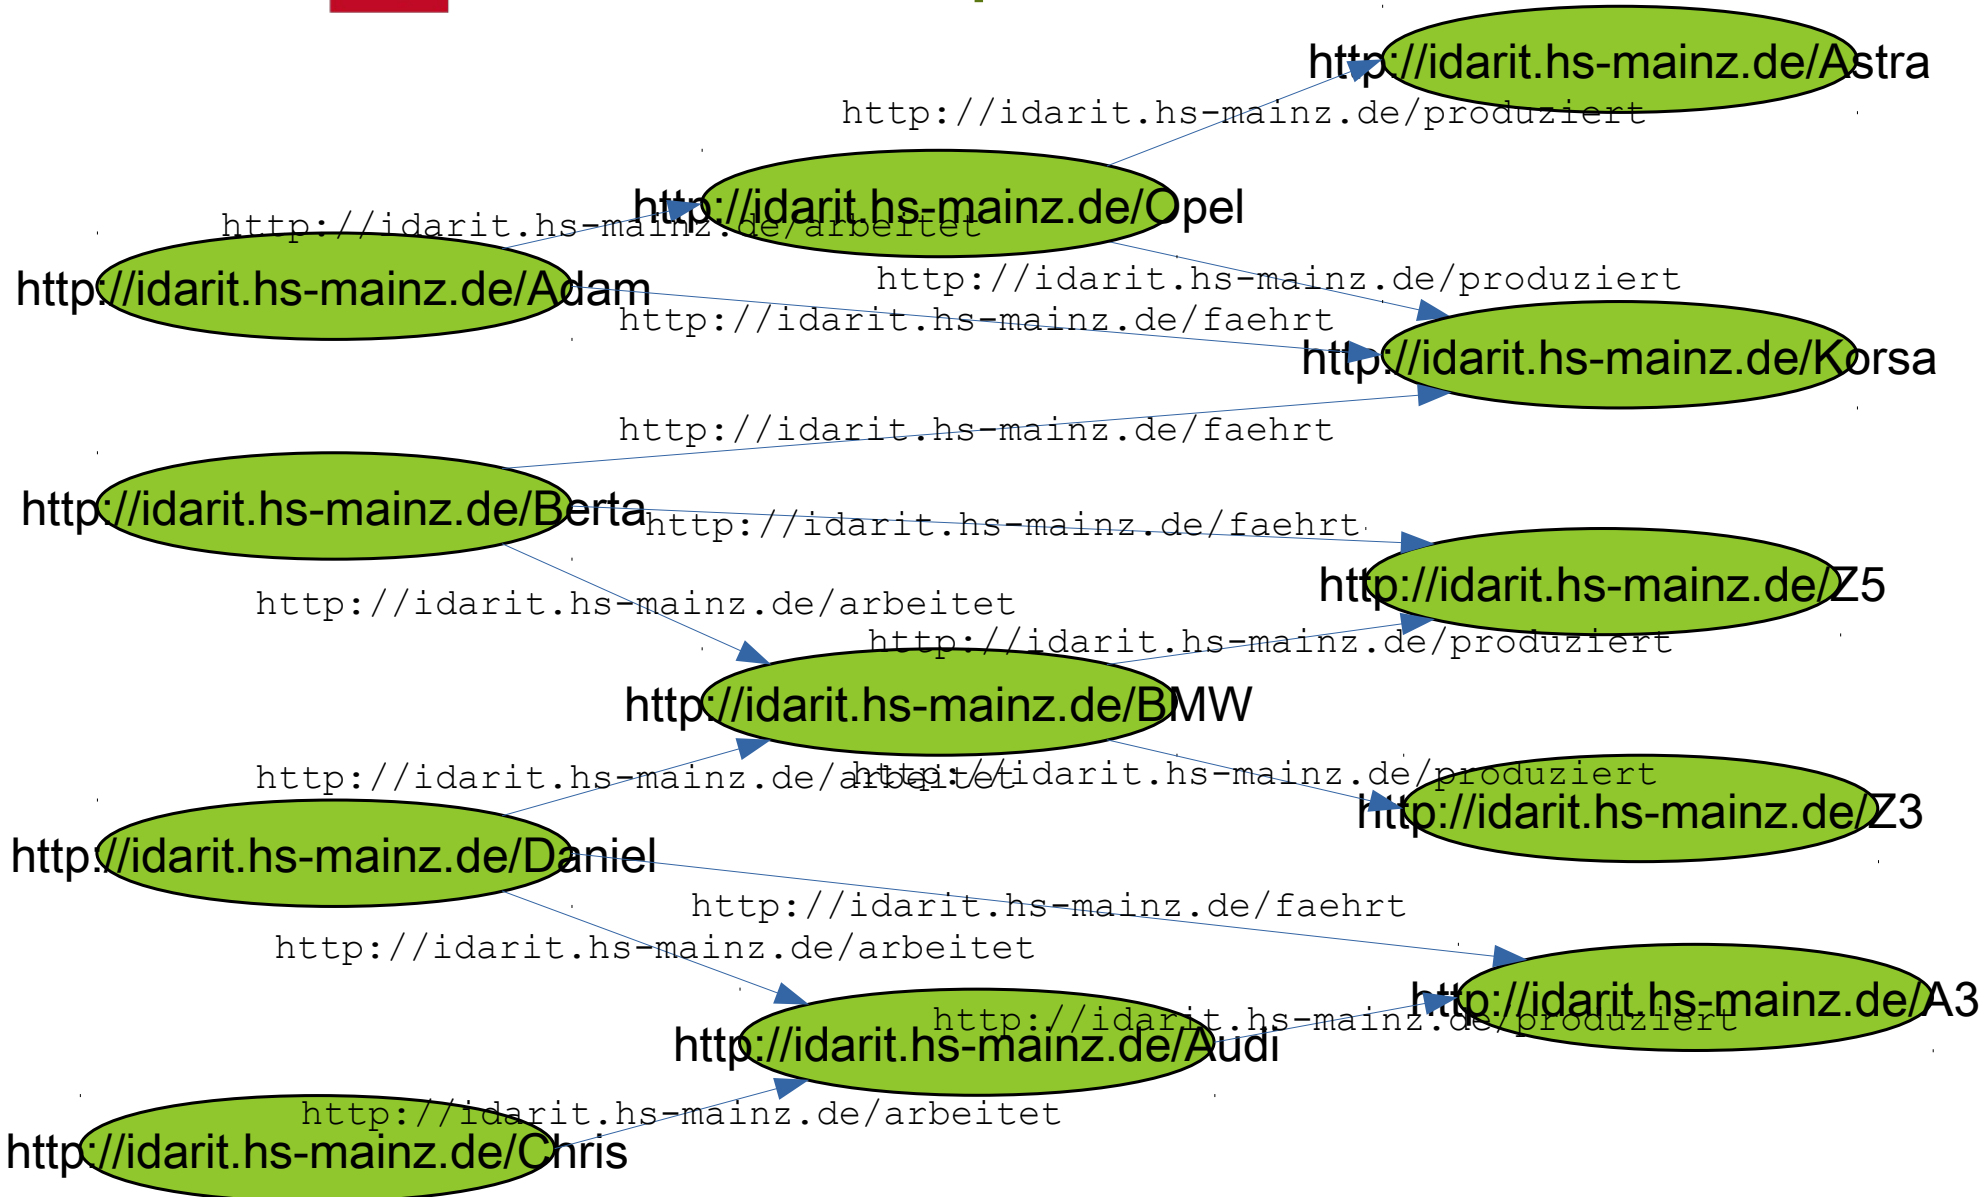 http://idarit.hs-mainz.de/Astra
http://idarit.hs-mainz.de/produziert
http://idarit.hs-mainz.de/Opel
http://idarit.hs-mainz.de/arbeitet
http://idarit.hs-mainz.de/Adam
http://idarit.hs-mainz.de/produziert
http://idarit.hs-mainz.de/faehrt
http://idarit.hs-mainz.de/Korsa
http://idarit.hs-mainz.de/faehrt
http://idarit.hs-mainz.de/Berta
http://idarit.hs-mainz.de/faehrt
http://idarit.hs-mainz.de/Z5
http://idarit.hs-mainz.de/arbeitet
http://idarit.hs-mainz.de/produziert
http://idarit.hs-mainz.de/BMW
http://idarit.hs-mainz.de/arbeitet
http://idarit.hs-mainz.de/produziert
http://idarit.hs-mainz.de/Z3
http://idarit.hs-mainz.de/Daniel
http://idarit.hs-mainz.de/faehrt
http://idarit.hs-mainz.de/arbeitet
http://idarit.hs-mainz.de/A3
http://idarit.hs-mainz.de/produziert
http://idarit.hs-mainz.de/Audi
http://idarit.hs-mainz.de/arbeitet
http://idarit.hs-mainz.de/Chris